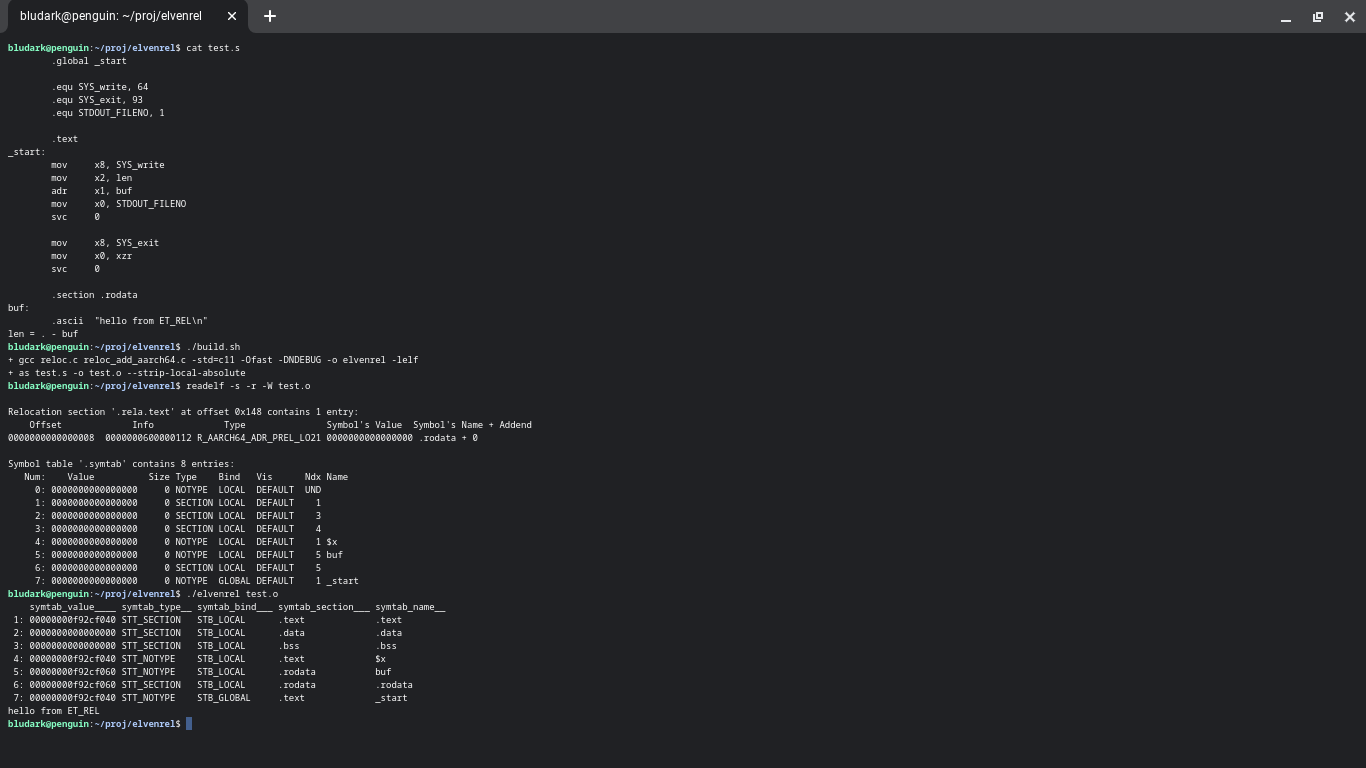 bludark@penguin: ~/proj/elvenrel
bludark@penguin:~/proj/elvenrel$ cat test.s
        .global _start

        .equ SYS_write, 64
        .equ SYS_exit, 93
        .equ STDOUT_FILENO, 1

        .text
_start:
        mov     x8, SYS_write
        mov     x2, len
        adr     x1, buf
        mov     x0, STDOUT_FILENO
        svc     0

        mov     x8, SYS_exit
        mov     x0, xzr
        svc     0

        .section .rodata
buf:
        .ascii  "hello from ET_REL\n"
len = . - buf
bludark@penguin:~/proj/elvenrel$ ./build.sh
+ gcc reloc.c reloc_add_aarch64.c -std=c11 -Ofast -DNDEBUG -o elvenrel -lelf
+ as test.s -o test.o --strip-local-absolute
bludark@penguin:~/proj/elvenrel$ readelf -s -r -W test.o

Relocation section '.rela.text' at offset 0x148 contains 1 entry:
    Offset             Info             Type               Symbol's Value  Symbol's Name + Addend
0000000000000008  0000000600000112 R_AARCH64_ADR_PREL_LO21 0000000000000000 .rodata + 0

Symbol table '.symtab' contains 8 entries:
   Num:    Value          Size Type    Bind   Vis      Ndx Name
     0: 0000000000000000     0 NOTYPE  LOCAL  DEFAULT  UND
     1: 0000000000000000     0 SECTION LOCAL  DEFAULT    1
     2: 0000000000000000     0 SECTION LOCAL  DEFAULT    3
     3: 0000000000000000     0 SECTION LOCAL  DEFAULT    4
     4: 0000000000000000     0 NOTYPE  LOCAL  DEFAULT    1 $x
     5: 0000000000000000     0 NOTYPE  LOCAL  DEFAULT    5 buf
     6: 0000000000000000     0 SECTION LOCAL  DEFAULT    5
     7: 0000000000000000     0 NOTYPE  GLOBAL DEFAULT    1 _start
bludark@penguin:~/proj/elvenrel$ ./elvenrel test.o
    symtab_value____ symtab_type__ symtab_bind___ symtab_section___ symtab_name__
 1: 00000000f92cf040 STT_SECTION   STB_LOCAL      .text             .text
 2: 0000000000000000 STT_SECTION   STB_LOCAL      .data             .data
 3: 0000000000000000 STT_SECTION   STB_LOCAL      .bss              .bss
 4: 00000000f92cf040 STT_NOTYPE    STB_LOCAL      .text             $x
 5: 00000000f92cf060 STT_NOTYPE    STB_LOCAL      .rodata           buf
 6: 00000000f92cf060 STT_SECTION   STB_LOCAL      .rodata           .rodata
 7: 00000000f92cf040 STT_NOTYPE    STB_GLOBAL     .text             _start
hello from ET_REL
bludark@penguin:~/proj/elvenrel$